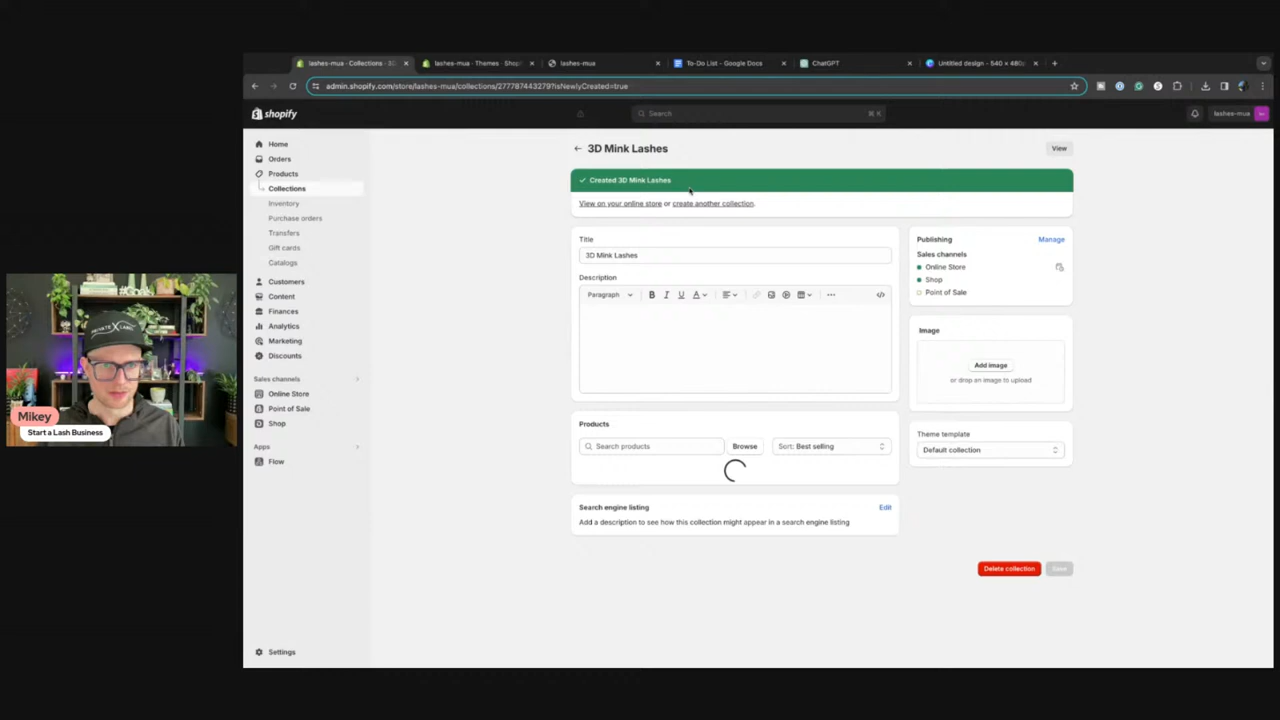 lashes-mua · Collections · 3D
lashes-mua · Themes · Shopi
lashes-mua
To-Do List - Google Docs
ChatGPT
Untitled design - 540 × 480p
admin.shopify.com/store/lashes-mua/collections/277787443279?isNewlyCreated=true
shopify
Search
⌘ K
lashes-mua
Home
Orders
Products
Collections
Inventory
Purchase orders
Transfers
Gift cards
Catalogs
Customers
Content
Finances
Analytics
Marketing
Discounts
Sales channels
Online Store
Point of Sale
Shop
Apps
Flow
Settings
3D Mink Lashes
View
Created 3D Mink Lashes
View on your online store or create another collection.
Title
3D Mink Lashes
Description
Paragraph
B I U A
Products
Search products
Browse
Sort: Best selling
Search engine listing
Edit
Add a description to see how this collection might appear in a search engine listing
Publishing
Manage
Sales channels
Online Store
Shop
Point of Sale
Image
Add image
or drop an image to upload
Theme template
Default collection
Delete collection
Save
PRIVATE X LABEL
Mikey
Start a Lash Business